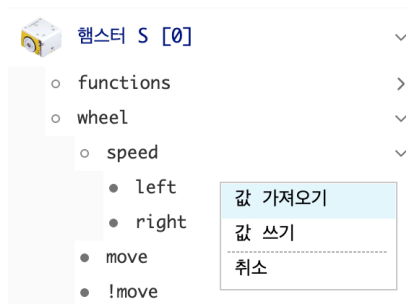 햄스터 S [0]
functions
wheel
speed
left
right
move
!move
값 가져오기
값 쓰기
취소